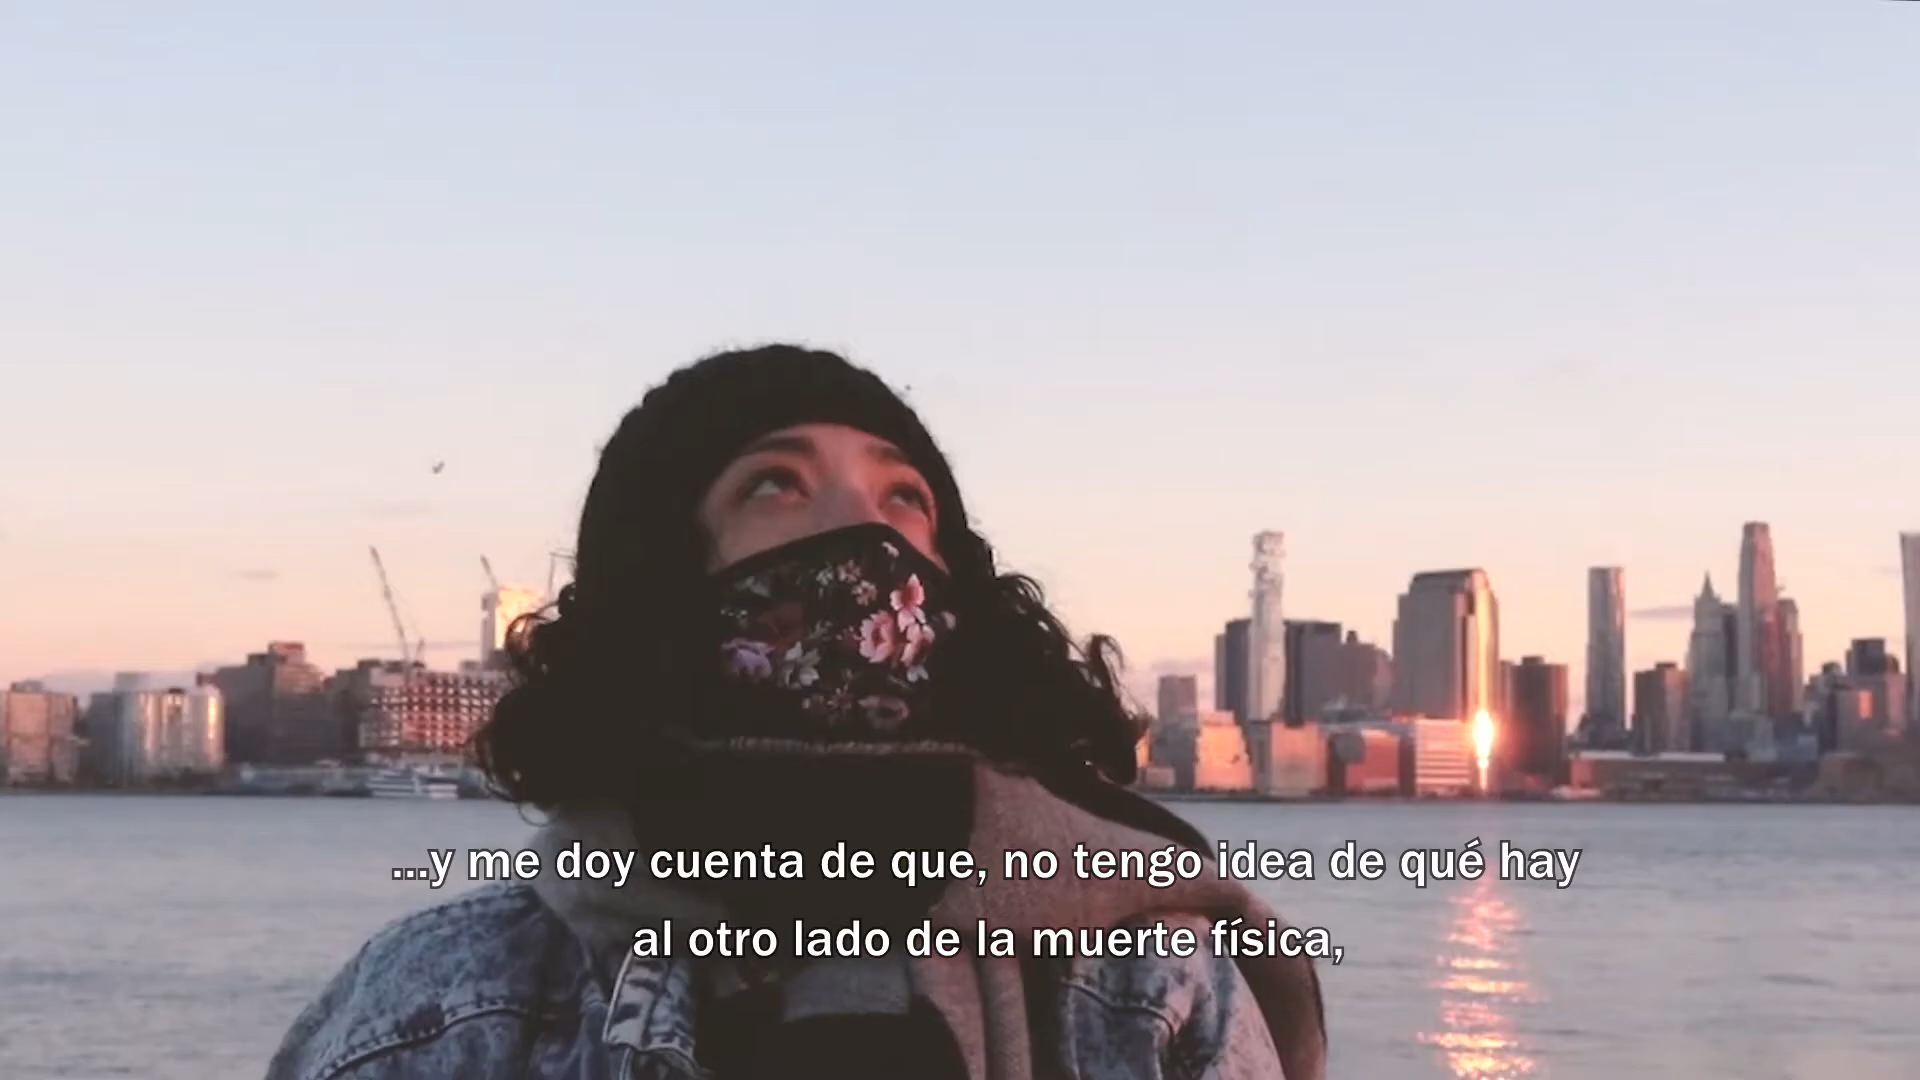 ...y me doy cuenta de que, no tengo idea de qué hay
al otro lado de la muerte física,